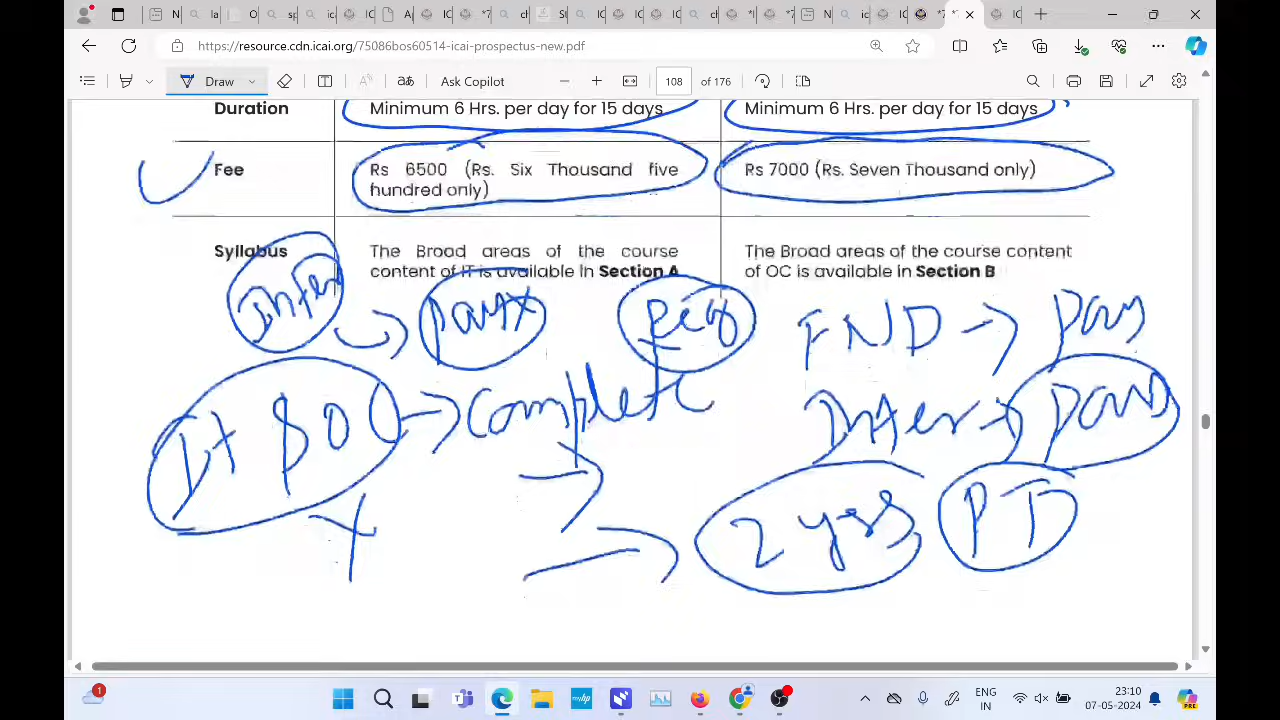 https://resource.cdn.icai.org/75086bos60514-icai-prospectus-new.pdf
Draw
Ask Copilot
108 of 176
Duration Minimum 6 Hrs. per day for 15 days Minimum 6 Hrs. per day for 15 days
Fee Rs 6500 (Rs. Six Thousand five Rs 7000 (Rs. Seven Thousand only)
hundred only)
Syllabus The Broad areas of the course The Broad areas of the course content
content of IT is available in Section A of OC is available in Section B
Inter
FND → Pass
It & OC → Complete Inter → Pass
2 yrs PT
ENG 23:10
IN 07-05-2024